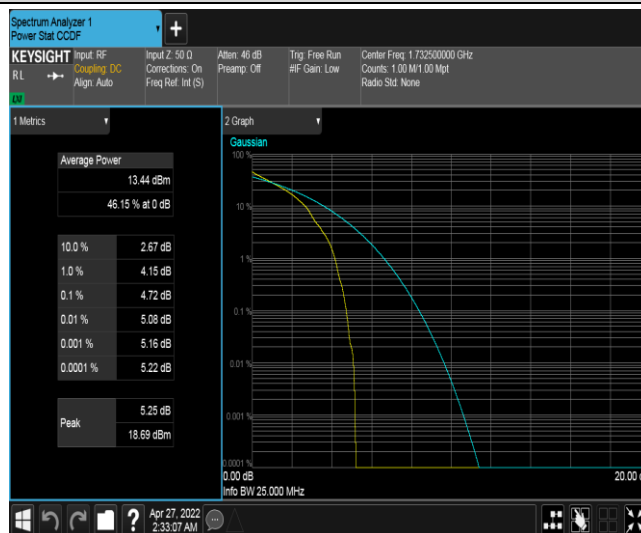 Spectrum Analyzer 1
Power Stat CCDF
KEYSIGHT
RL
Input: RF
Coupling: DC
Align: Auto
Input Z: 50 Ω
Corrections: On
Freq Ref: Int (S)
Atten: 46 dB
Preamp: Off
Trig: Free Run
#IF Gain: Low
Center Freq: 1.732500000 GHz
Counts: 1.00 M/1.00 Mpt
Radio Std: None
1 Metrics
Average Power
13.44 dBm
46.15 % at 0 dB
10.0 % 2.67 dB
1.0 % 4.15 dB
0.1 % 4.72 dB
0.01 % 5.08 dB
0.001 % 5.16 dB
0.0001 % 5.22 dB
Peak
5.25 dB
18.69 dBm
2 Graph
Gaussian
100 %
10 %
1 %
0.1 %
0.01 %
0.001 %
0.0001 %
0.00 dB
20.00
Info BW 25.000 MHz
?
Apr 27, 2022
2:33:07 AM